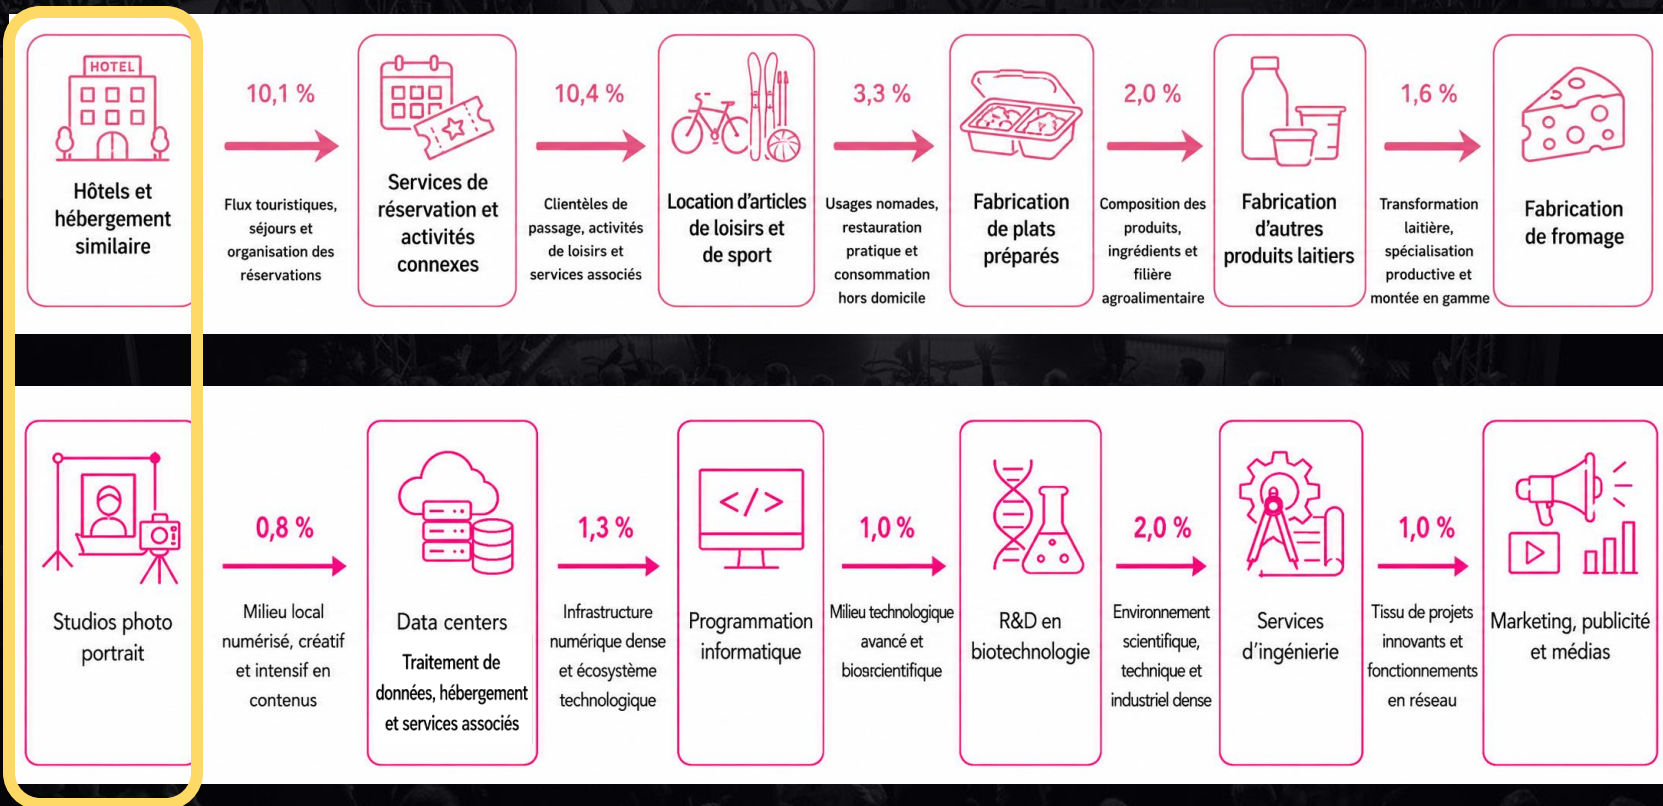 HOTEL
Hôtels et
hébergement
similaire
10,1 %
Flux touristiques,
séjours et
organisation des
réservations
Services de
réservation et
activités
connexes
10,4 %
Clientèles de
passage, activités
de loisirs et
services associés
Location d'articles
de loisirs et
de sport
3,3 %
Usages nomades,
restauration
pratique et
consommation
hors domicile
Fabrication
de plats
préparés
2,0 %
Composition des
produits,
ingrédients et
filière
agroalimentaire
Fabrication
d'autres
produits laitiers
1,6 %
Transformation
laitière,
spécialisation
productive et
montée en gamme
Fabrication
de fromage
Studios photo
portrait
0,8 %
Milieu local
numérisé, créatif
et intensif en
contenus
Data centers
Traitement de
données, hébergement
et services associés
1,3 %
Infrastructure
numérique dense
et écosystème
technologique
</>
Programmation
informatique
1,0 %
Milieu technologique
avancé et
biosrcientifique
R&D en
biotechnologie
2,0 %
Environnement
scientifique,
technique et
industriel dense
Services
d'ingénierie
1,0 %
Tissu de projets
innovants et
fonctionnements
en réseau
Marketing, publicité
et médias